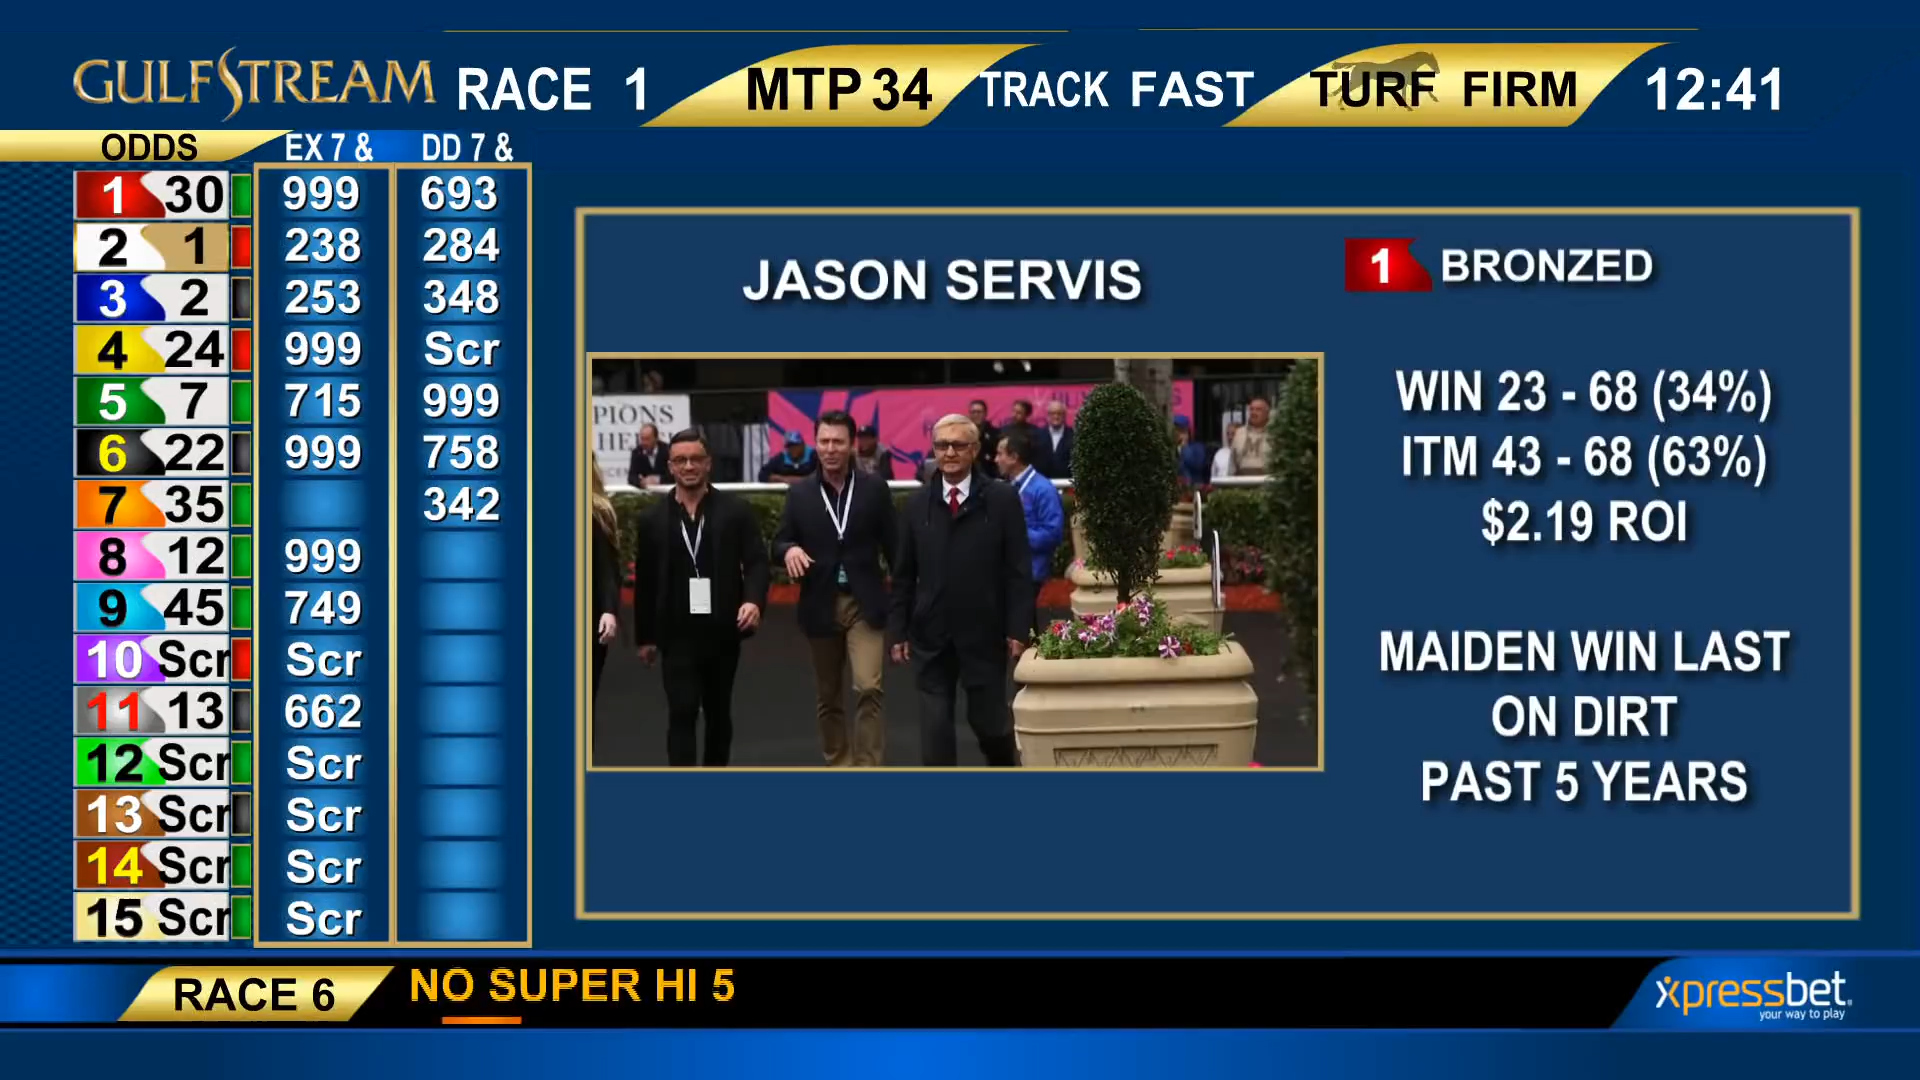 GULFSTREAM RACE 1 MTP 34 TRACK FAST TURF FIRM 12:41
ODDS EX 7 & DD 7 &
1 30 999 693
2 1 238 284
3 2 253 348
4 24 999 Scr
5 7 715 999
6 22 999 758
7 35 342
8 12 999
9 45 749
10 Scr Scr
11 13 662
12 Scr Scr
13 Scr Scr
14 Scr Scr
15 Scr Scr
JASON SERVIS
PIONS
1 BRONZED
WIN 23 - 68 (34%)
ITM 43 - 68 (63%)
$2.19 ROI
MAIDEN WIN LAST
ON DIRT
PAST 5 YEARS
RACE 6 NO SUPER HI 5
xpressbet.
your way to play